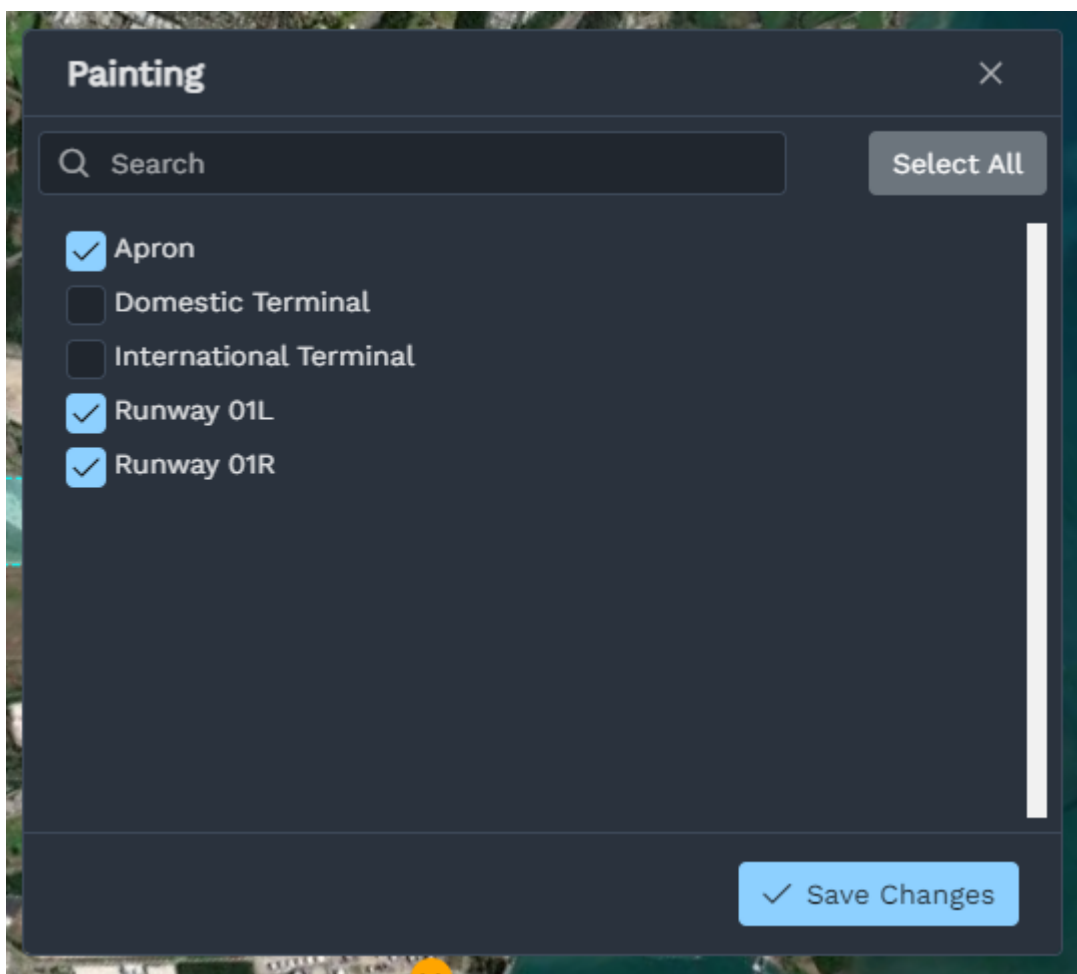 Painting
Search
Select All
Apron
Domestic Terminal
International Terminal
Runway 01L
Runway 01R
Save Changes